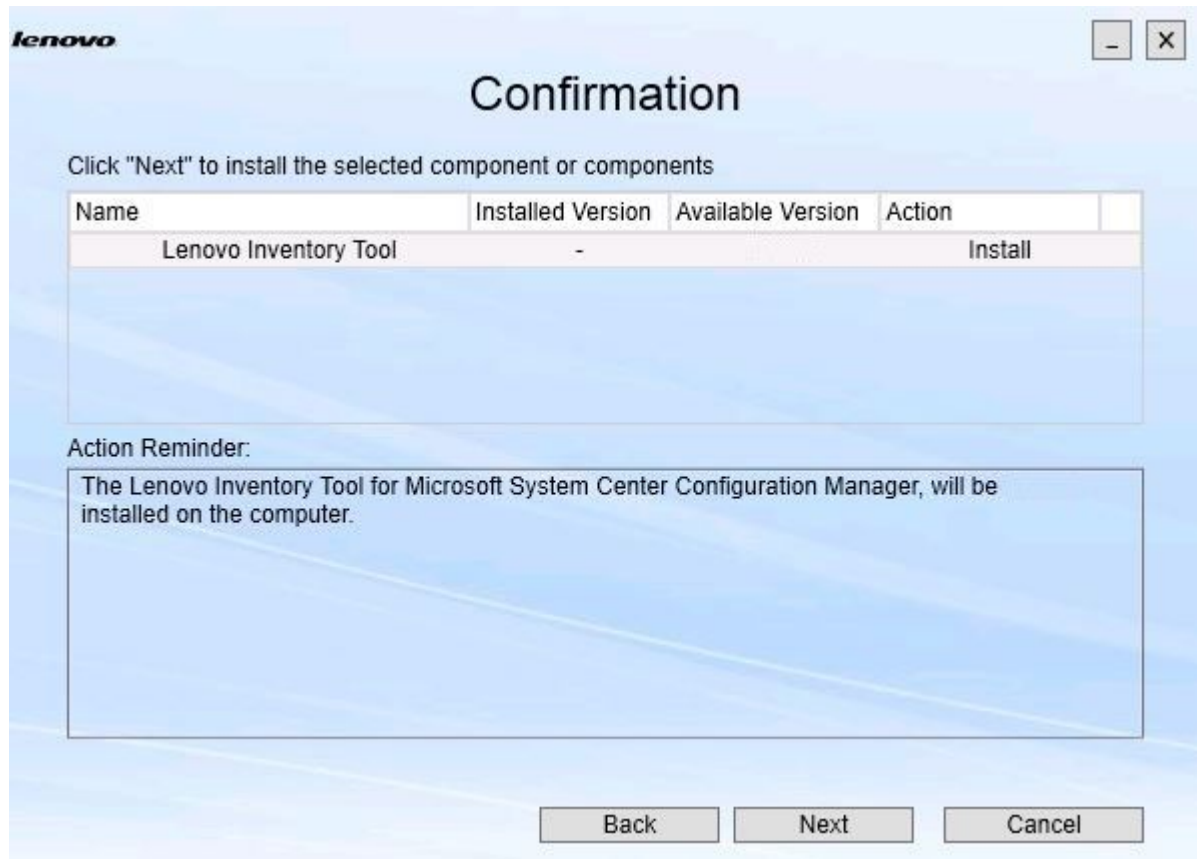 lenovo
Confirmation
Click "Next" to install the selected component or components
Name Installed Version Available Version Action
Lenovo Inventory Tool - Install
Action Reminder:
The Lenovo Inventory Tool for Microsoft System Center Configuration Manager, will be
installed on the computer.
Back Next Cancel